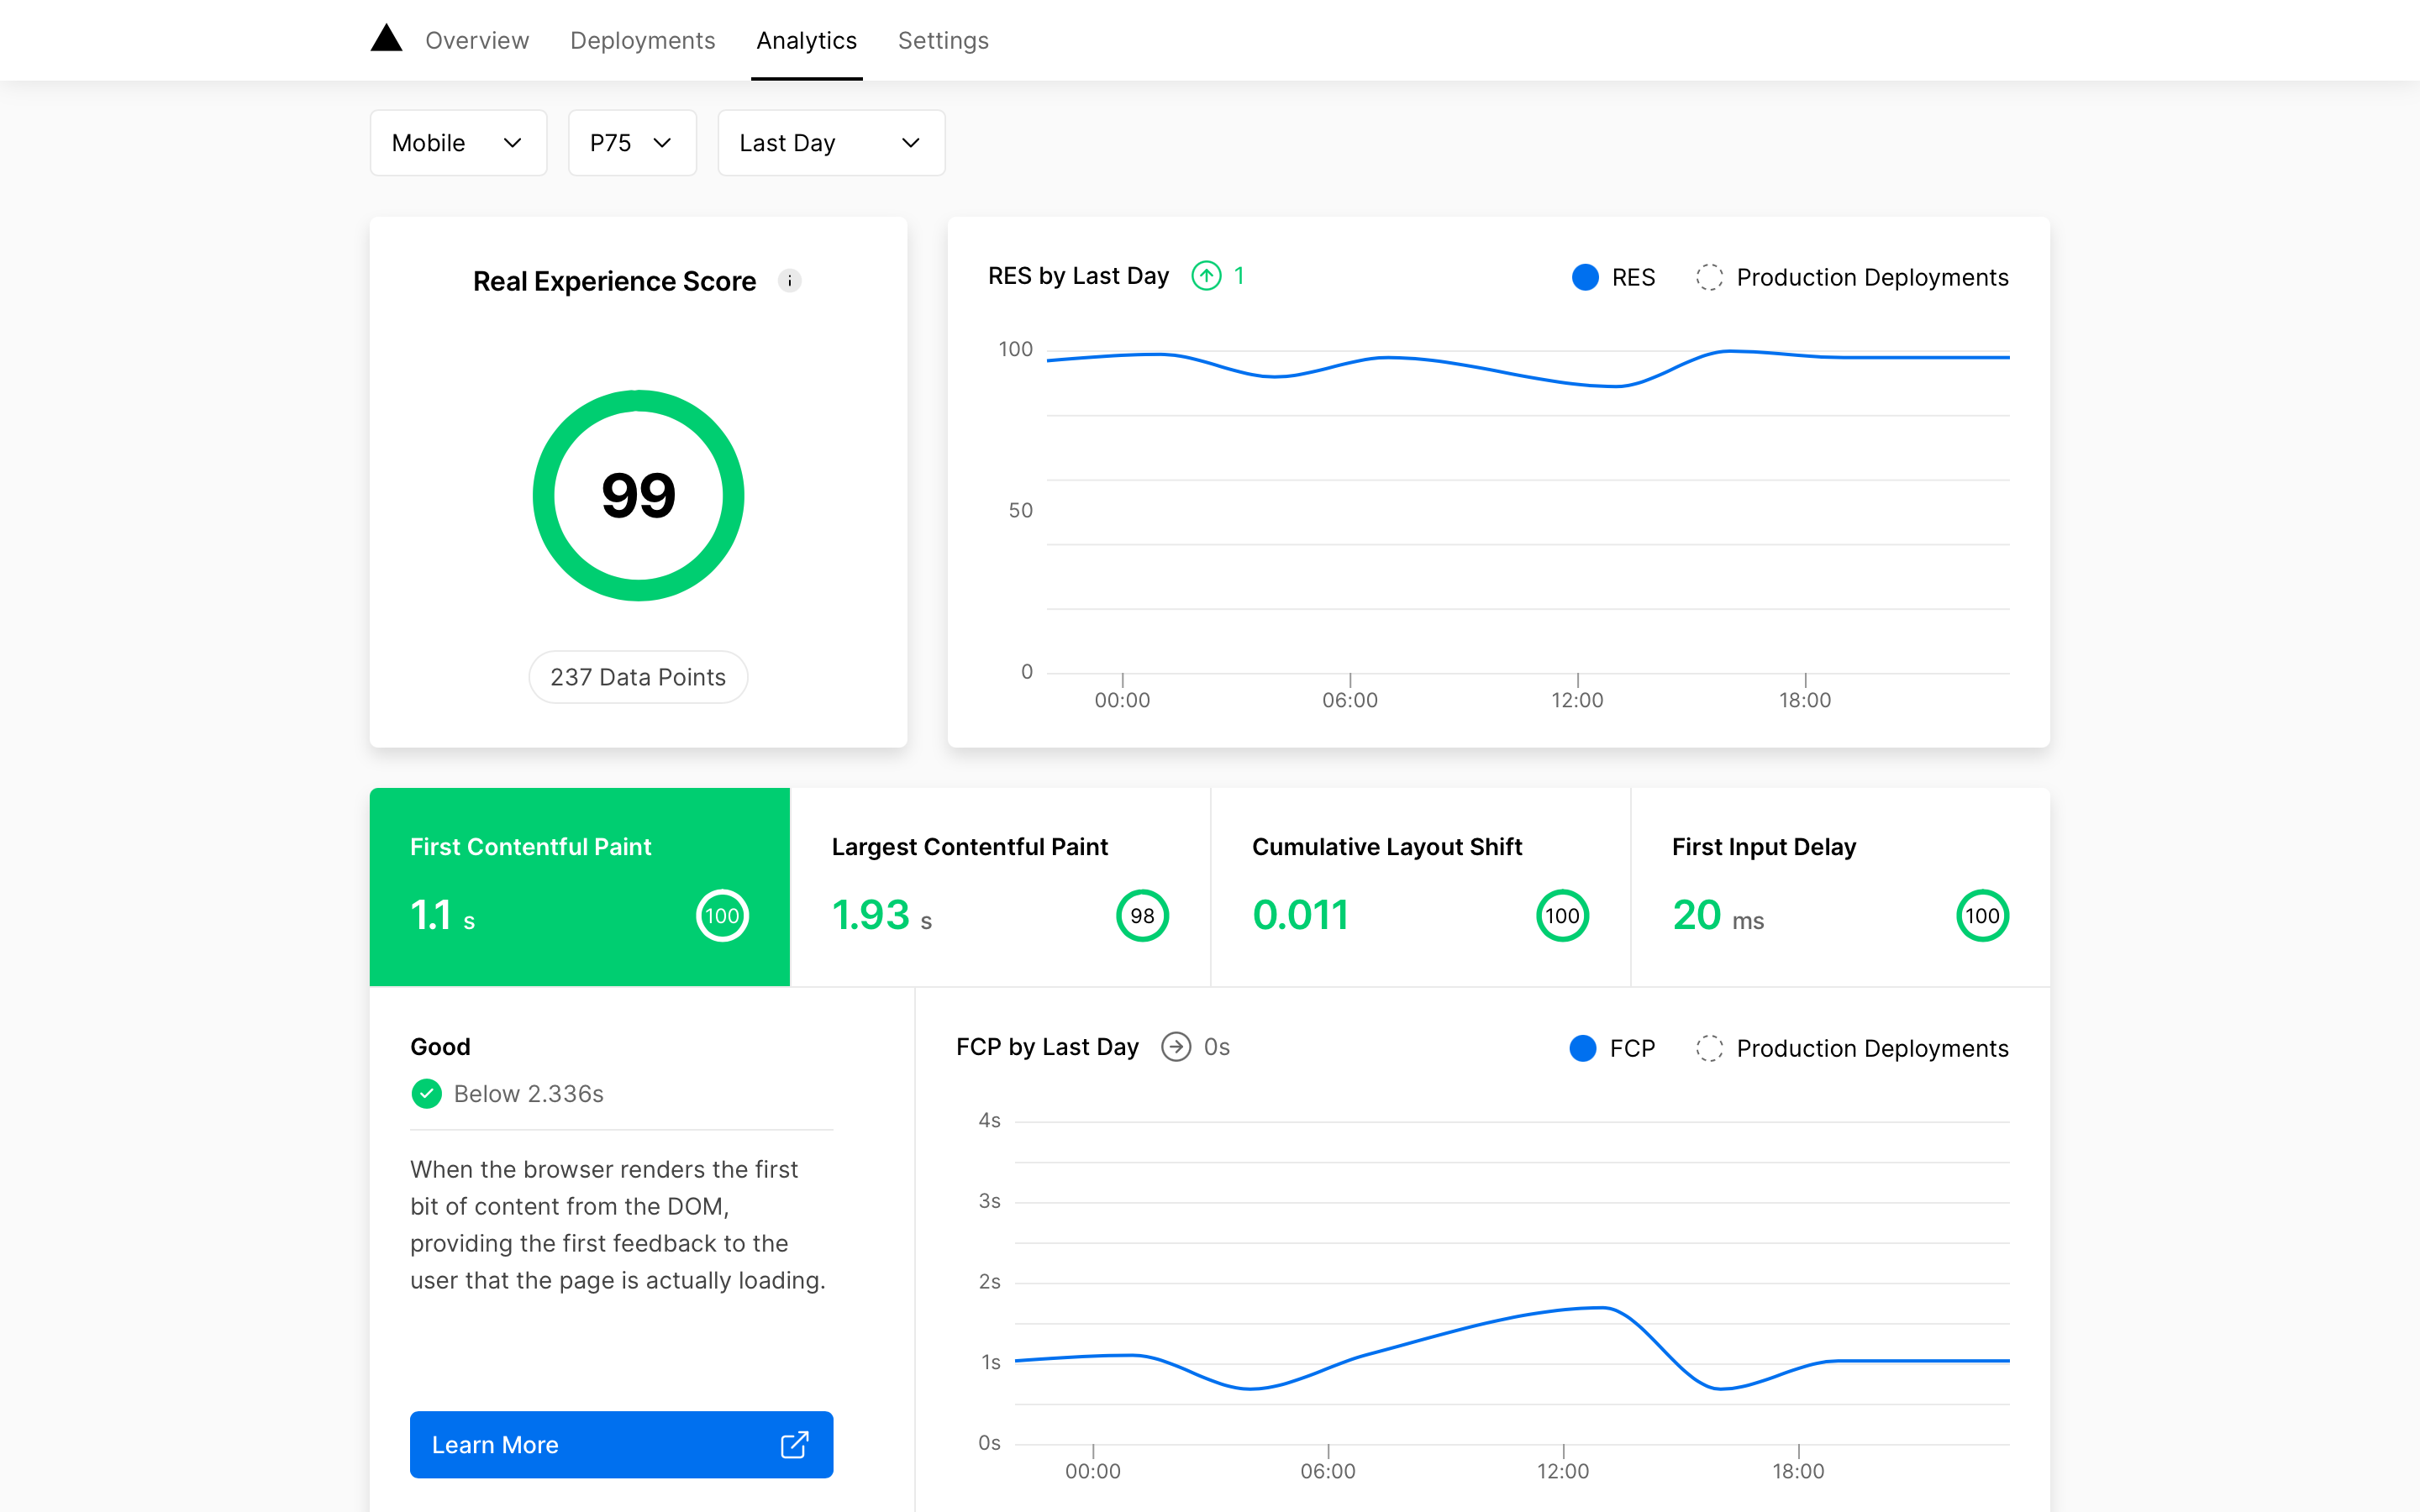 Overview Deployments Analytics Settings
Mobile P75 Last Day
Real Experience Score i
99
237 Data Points
RES by Last Day 1 RES Production Deployments
100
50
0
00:00 06:00 12:00 18:00
First Contentful Paint
1.1 s 100
Largest Contentful Paint
1.93 s 98
Cumulative Layout Shift
0.011 100
First Input Delay
20 ms 100
Good
Below 2.336s
When the browser renders the first
bit of content from the DOM,
providing the first feedback to the
user that the page is actually loading.
Learn More
FCP by Last Day 0s FCP Production Deployments
4s
3s
2s
1s
0s
00:00 06:00 12:00 18:00